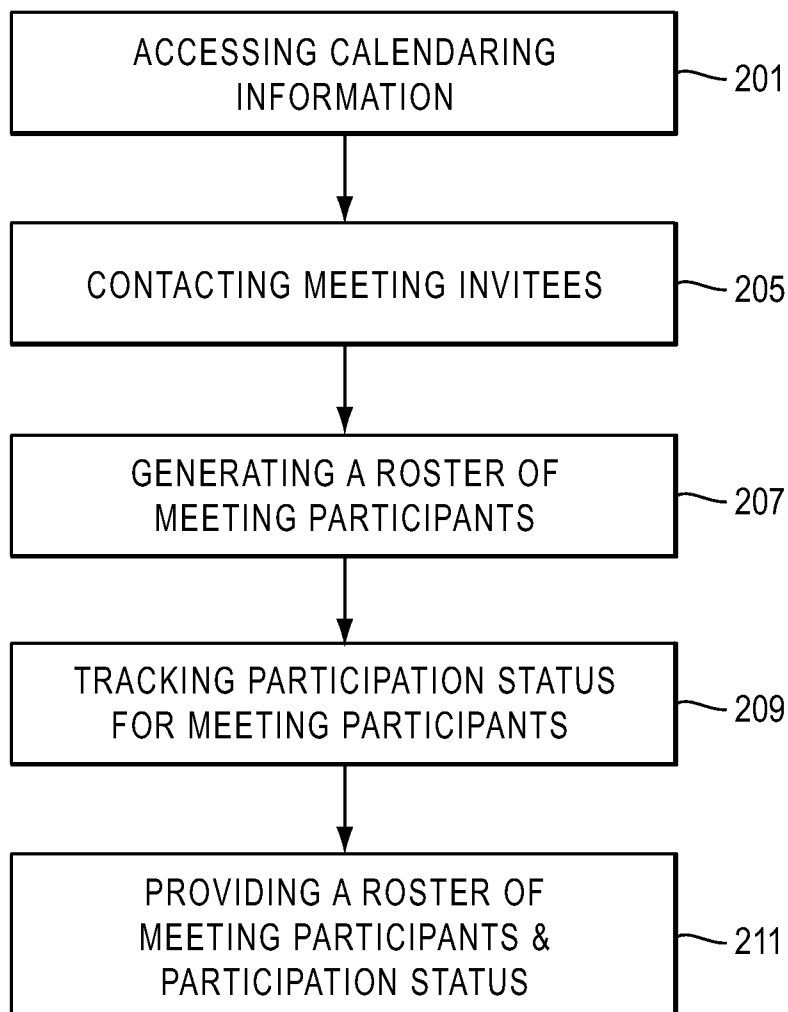 ACCESSING CALENDARING
INFORMATION
201
CONTACTING MEETING INVITEES
205
GENERATING A ROSTER OF
MEETING PARTICIPANTS
207
TRACKING PARTICIPATION STATUS
FOR MEETING PARTICIPANTS
209
PROVIDING A ROSTER OF
MEETING PARTICIPANTS &
PARTICIPATION STATUS
211